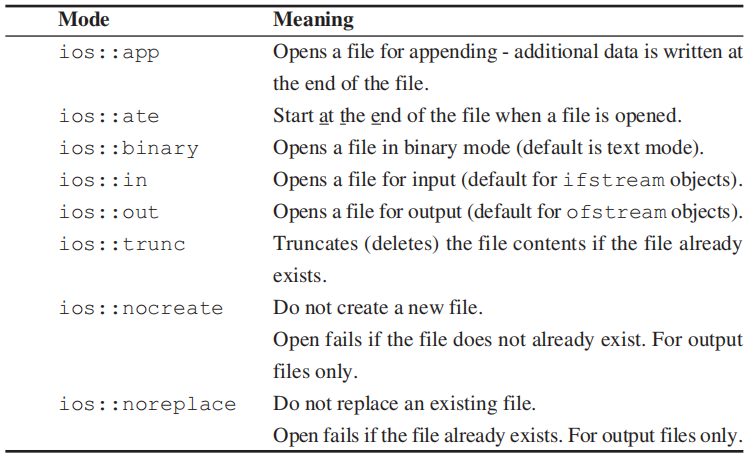 Mode Meaning
ios::app Opens a file for appending - additional data is written at
the end of the file.
ios::ate Start at the end of the file when a file is opened.
ios::binary Opens a file in binary mode (default is text mode).
ios::in Opens a file for input (default for ifstream objects).
ios::out Opens a file for output (default for ofstream objects).
ios::trunc Truncates (deletes) the file contents if the file already
exists.
ios::nocreate Do not create a new file.
Open fails if the file does not already exist. For output
files only.
ios::noreplace Do not replace an existing file.
Open fails if the file already exists. For output files only.